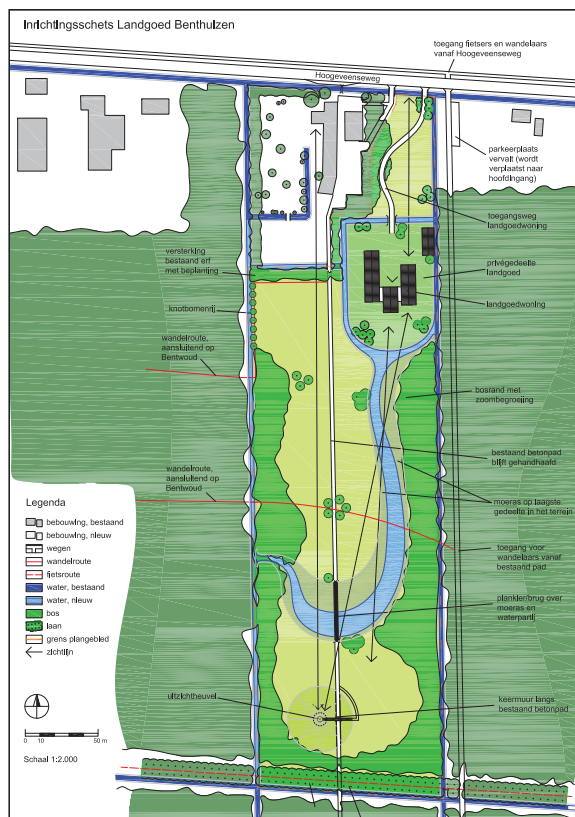 Inrichtingsschets Landgoed Benthuizen
toegang fietsers en wandelaars
vanaf Hoogeveenseweg
Hoogeveenseweg
parkeerplaats
vervalt (wordt
verplaatst naar
hoofdingang)
toegangsweg
landgoedwoning
versterking
bestaand erf
met beplanting
privégedeelte
landgoed
landgoedwoning
knotbomenrij
wandelroute,
aansluitend op
Bentwoud
bosrand met
zoombegroeiing
bestaand betonpad
blijft gehandhaafd
wandelroute,
aansluitend op
Bentwoud
moeras op laagste
gedeelte in het terrein
Legenda
bebouwing, bestaand
bebouwing, nieuw
wegen
wandelroute
fietsroute
water, bestaand
water, nieuw
bos
laan
grens plangebied
zichtlijn
toegang voor
wandelaars vanaf
bestaand pad
plankier/brug over
moeras en
waterpartij
uitzichtheuvel
keermuur langs
bestaand betonpad
0 10 50 m
Schaal 1:2.000